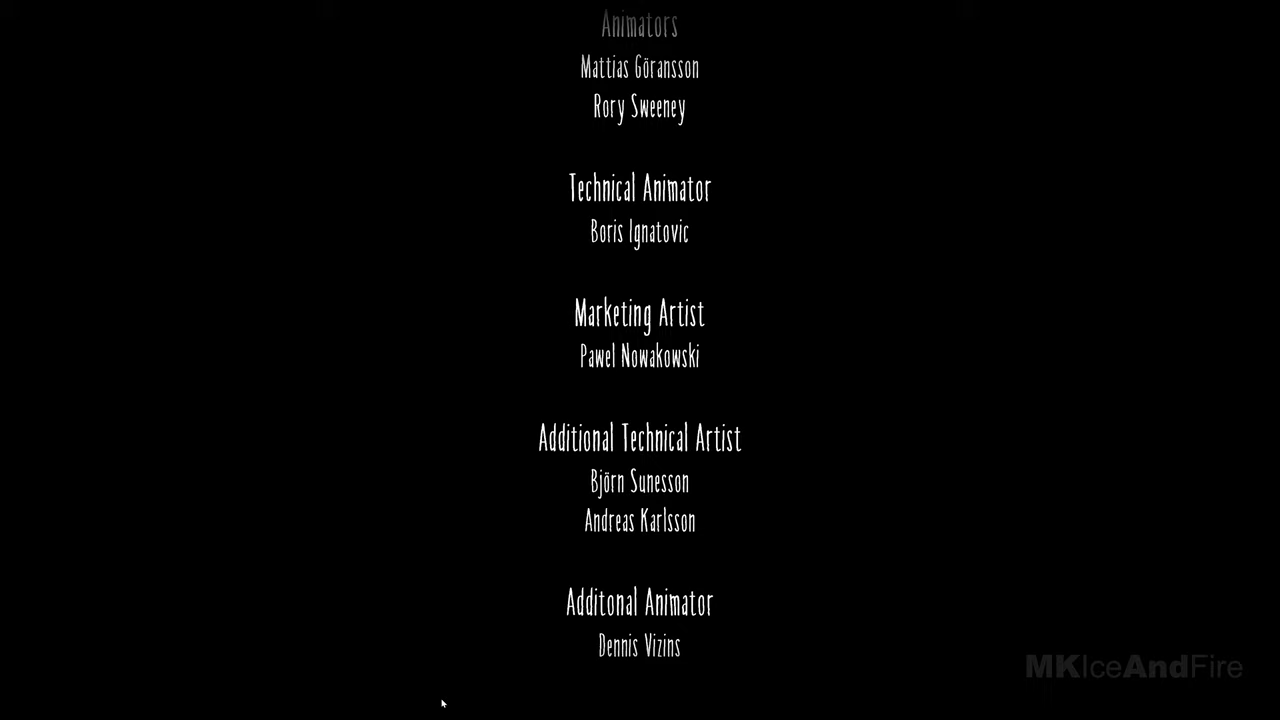 Animators
Mattias Göransson
Rory Sweeney
Technical Animator
Boris Ignatovic
Marketing Artist
Pawel Nowakowski
Additional Technical Artist
Björn Sunesson
Andreas Karlsson
Additonal Animator
Dennis Vizins
MKIceAndFire